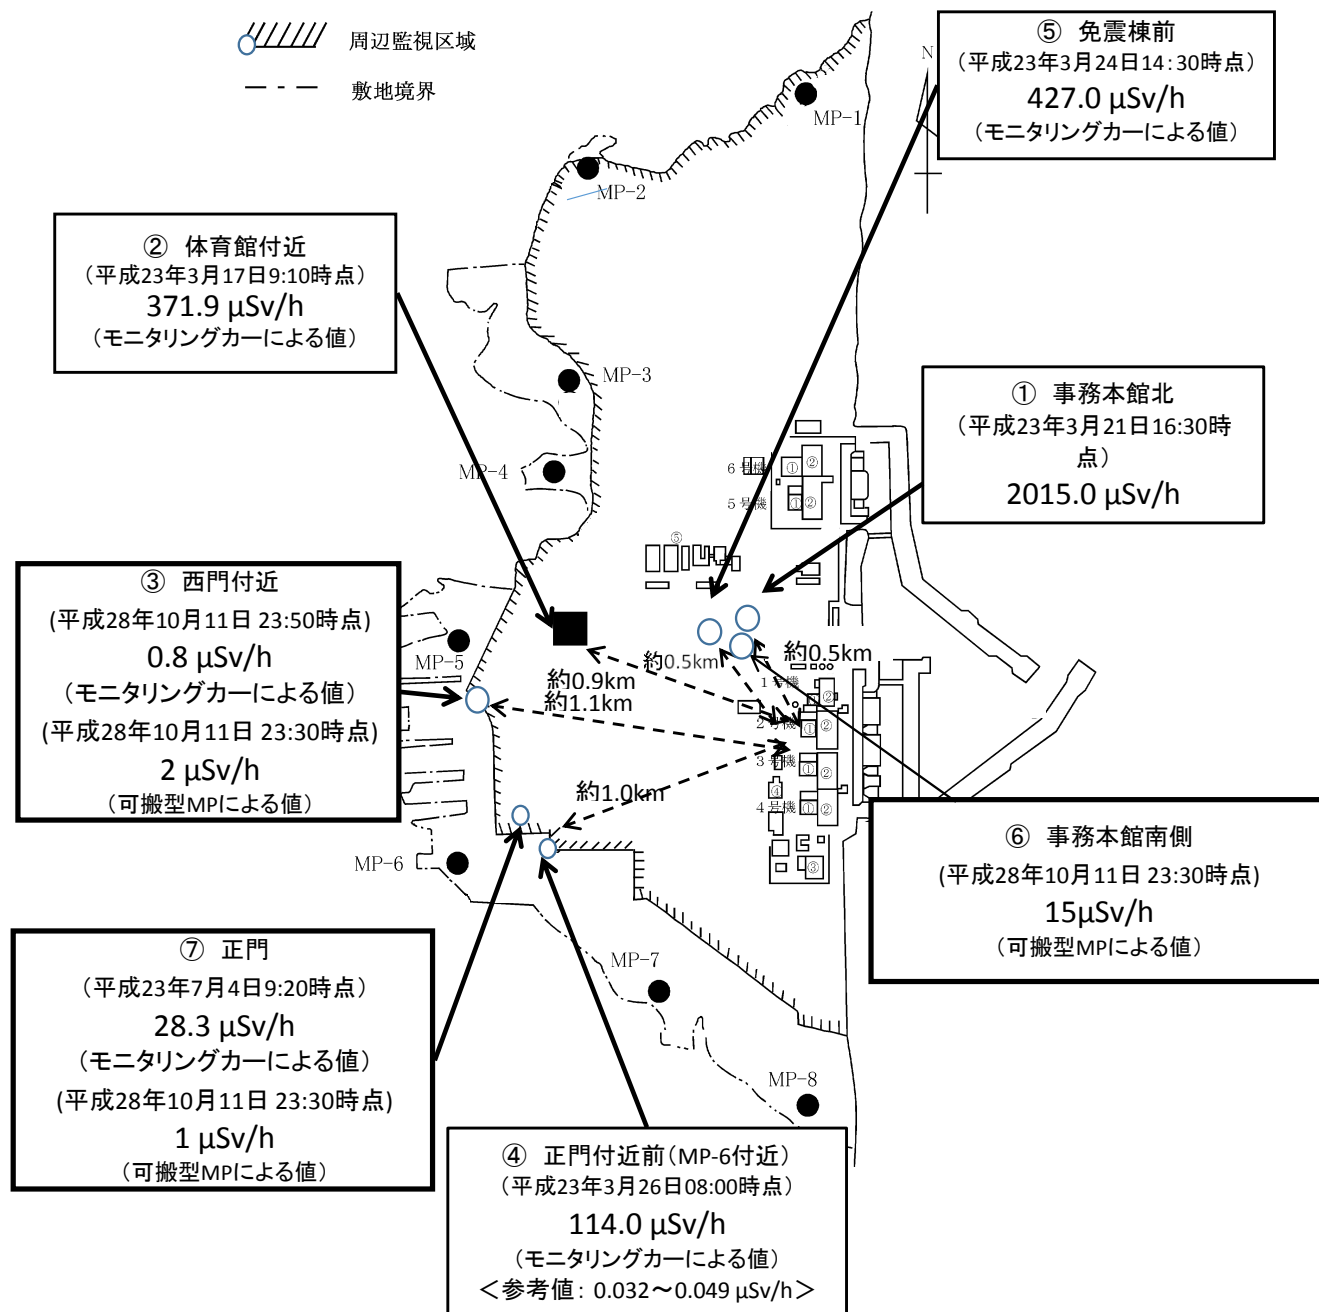 周辺監視区域
敷地境界
⑤ 免震棟前
（平成23年3月24日14：30時点）
427.0 μSv/h
（モニタリングカーによる値）
N
MP-1
MP-2
② 体育館付近
（平成23年3月17日9:10時点）
371.9 μSv/h
（モニタリングカーによる値）
MP-3
① 事務本館北
（平成23年3月21日16:30時
点）
2015.0 μSv/h
MP-4
6号機
①
②
5号機
①
②
⑤
③ 西門付近
(平成28年10月11日 23:50時点)
0.8 μSv/h
（モニタリングカーによる値）
(平成28年10月11日 23:30時点)
2 μSv/h
（可搬型MPによる値）
MP-5
約0.5km
約0.5km
約0.9km
約1.1km
1号機
②
2号機
①
②
3号機
①
②
④
4号機
①
②
③
約1.0km
MP-6
⑥ 事務本館南側
(平成28年10月11日 23:30時点)
15μSv/h
（可搬型MPによる値）
⑦ 正門
（平成23年7月4日9:20時点）
28.3 μSv/h
（モニタリングカーによる値）
(平成28年10月11日 23:30時点)
1 μSv/h
（可搬型MPによる値）
MP-7
MP-8
④ 正門付近前（MP-6付近）
（平成23年3月26日08:00時点）
114.0 μSv/h
（モニタリングカーによる値）
＜参考値：0.032～0.049 μSv/h＞